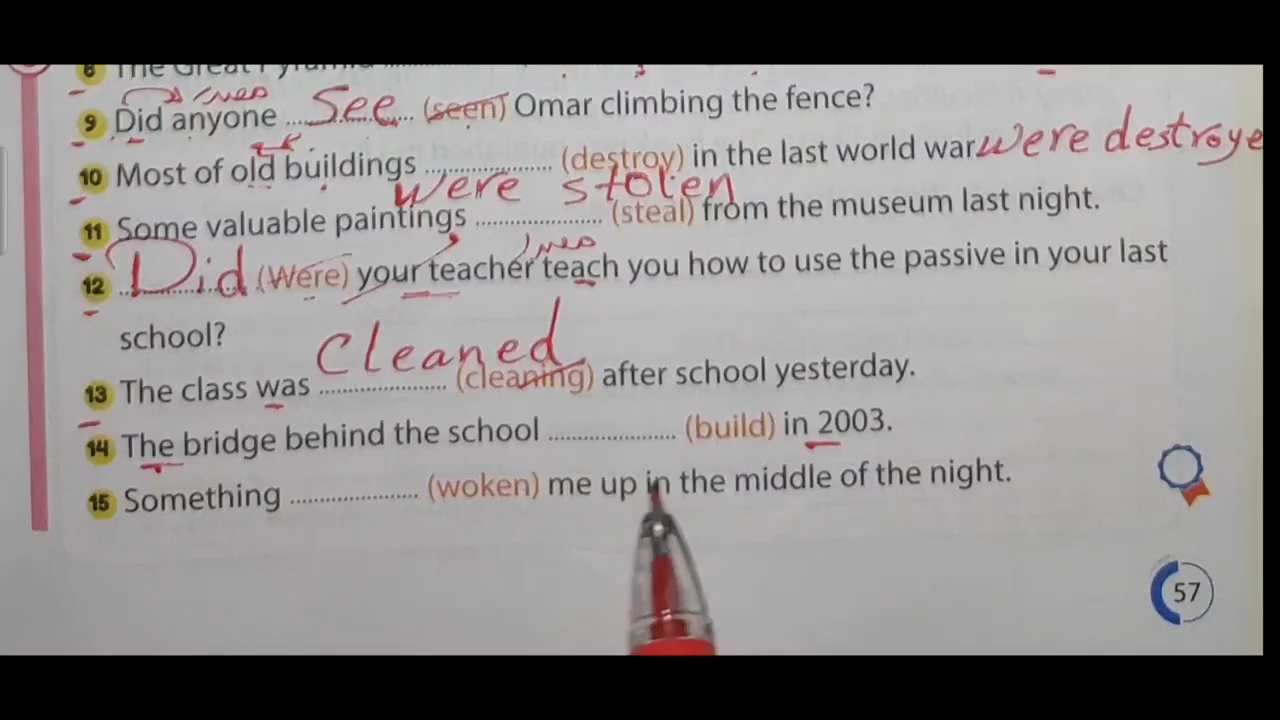 8 The Great Pyramid
9 Did anyone See (seen) Omar climbing the fence?
10 Most of old buildings .................... (destroy) in the last world war. were destroye
were stolen
11 Some valuable paintings .................... (steal) from the museum last night.
12 Did (Were) your teacher teach you how to use the passive in your last
school?
Cleaned
13 The class was .................... (cleaning) after school yesterday.
14 The bridge behind the school .................... (build) in 2003.
15 Something .................... (woken) me up in the middle of the night.
57